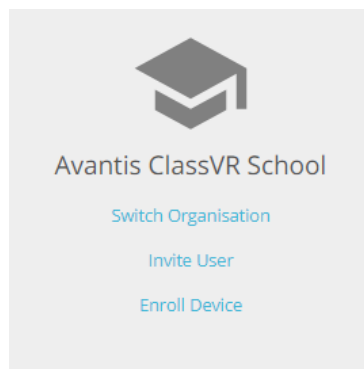 Avantis ClassVR School
Switch Organisation
Invite User
Enroll Device